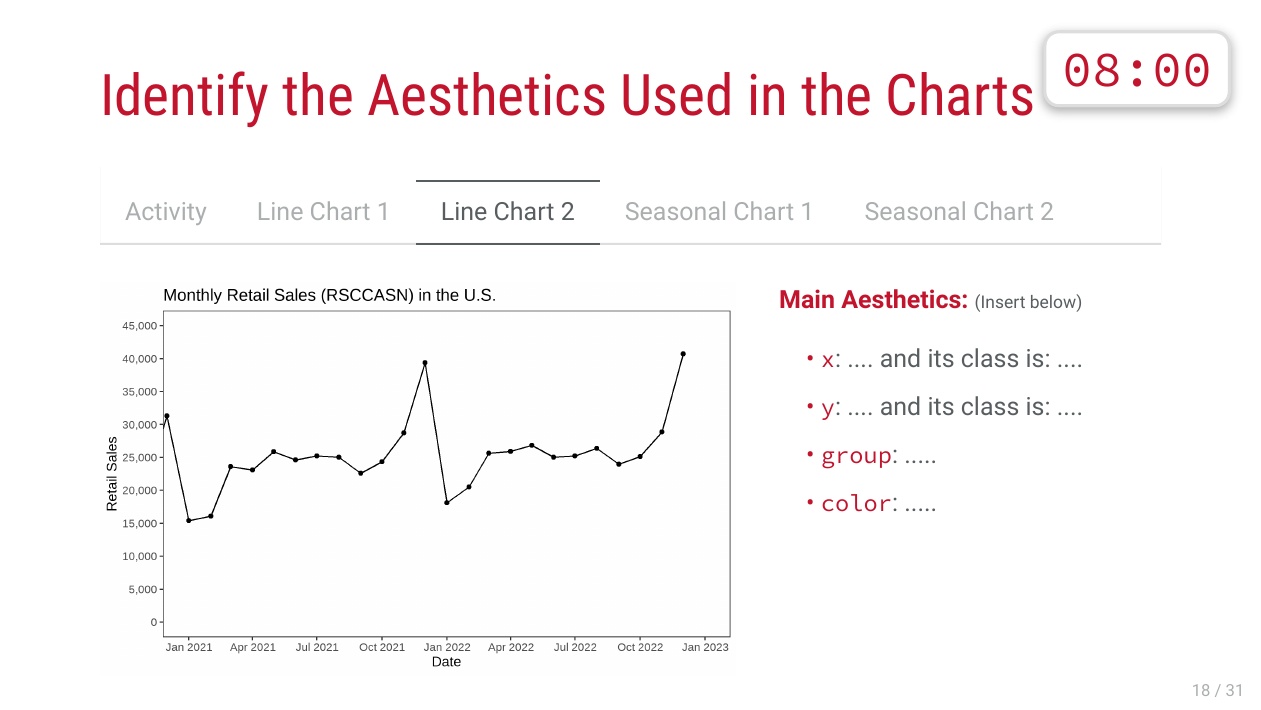 Identify the Aesthetics Used in the Charts
08:00
Activity Line Chart 1 Line Chart 2 Seasonal Chart 1 Seasonal Chart 2
Monthly Retail Sales (RSCCASN) in the U.S.
45,000
40,000
35,000
30,000
25,000
20,000
15,000
10,000
5,000
0
Retail Sales
Jan 2021 Apr 2021 Jul 2021 Oct 2021 Jan 2022 Apr 2022 Jul 2022 Oct 2022 Jan 2023
Date
Main Aesthetics: (Insert below)
• x: .... and its class is: ....
• y: .... and its class is: ....
• group: .....
• color: .....
18 / 31